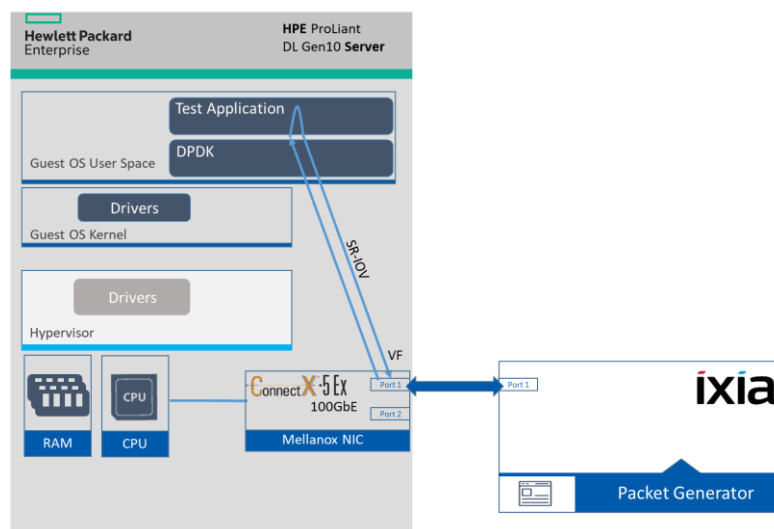 Hewlett Packard
Enterprise
HPE ProLiant
DL Gen10 Server
Test Application
DPDK
Guest OS User Space
Drivers
Guest OS Kernel
SR-IOV
Drivers
Hypervisor
VF
ConnectX·5 Ex
100GbE
Port 1
Port 2
CPU
RAM
CPU
Mellanox NIC
Port 1
ixia
Packet Generator